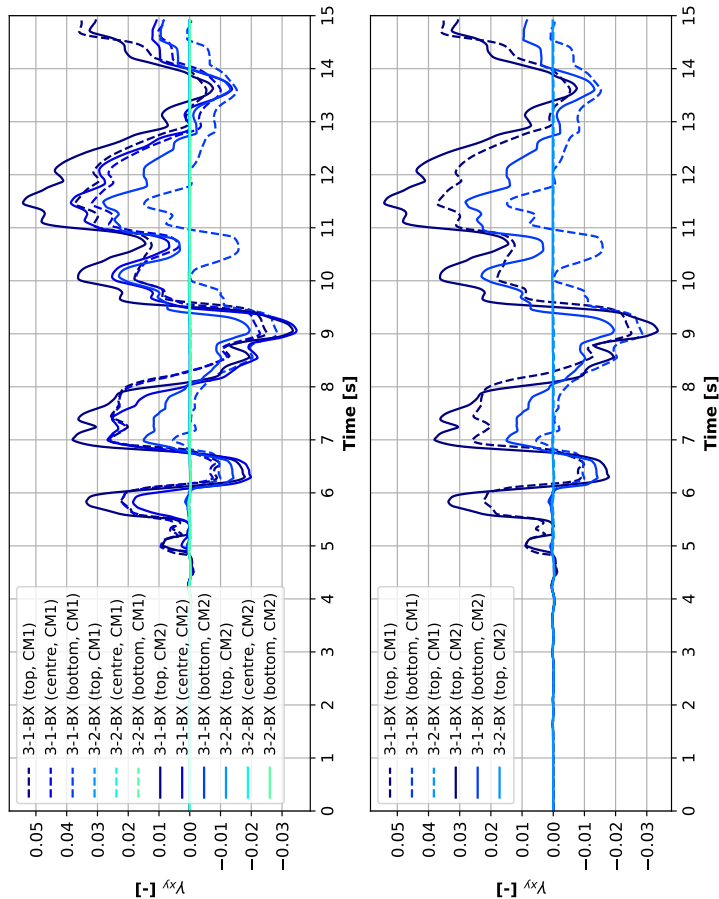 γxy [-]
0.05
0.04
0.03
0.02
0.01
0.00
−0.01
−0.02
−0.03
3-1-BX (top, CM1)
3-1-BX (centre, CM1)
3-1-BX (bottom, CM1)
3-2-BX (top, CM1)
3-2-BX (centre, CM1)
3-2-BX (bottom, CM1)
3-1-BX (top, CM2)
3-1-BX (centre, CM2)
3-1-BX (bottom, CM2)
3-2-BX (top, CM2)
3-2-BX (centre, CM2)
3-2-BX (bottom, CM2)
0 1 2 3 4 5 6 7 8 9 10 11 12 13 14 15
Time [s]
γxy [-]
0.05
0.04
0.03
0.02
0.01
0.00
−0.01
−0.02
−0.03
3-1-BX (top, CM1)
3-1-BX (bottom, CM1)
3-2-BX (top, CM1)
3-1-BX (top, CM2)
3-1-BX (bottom, CM2)
3-2-BX (top, CM2)
0 1 2 3 4 5 6 7 8 9 10 11 12 13 14 15
Time [s]